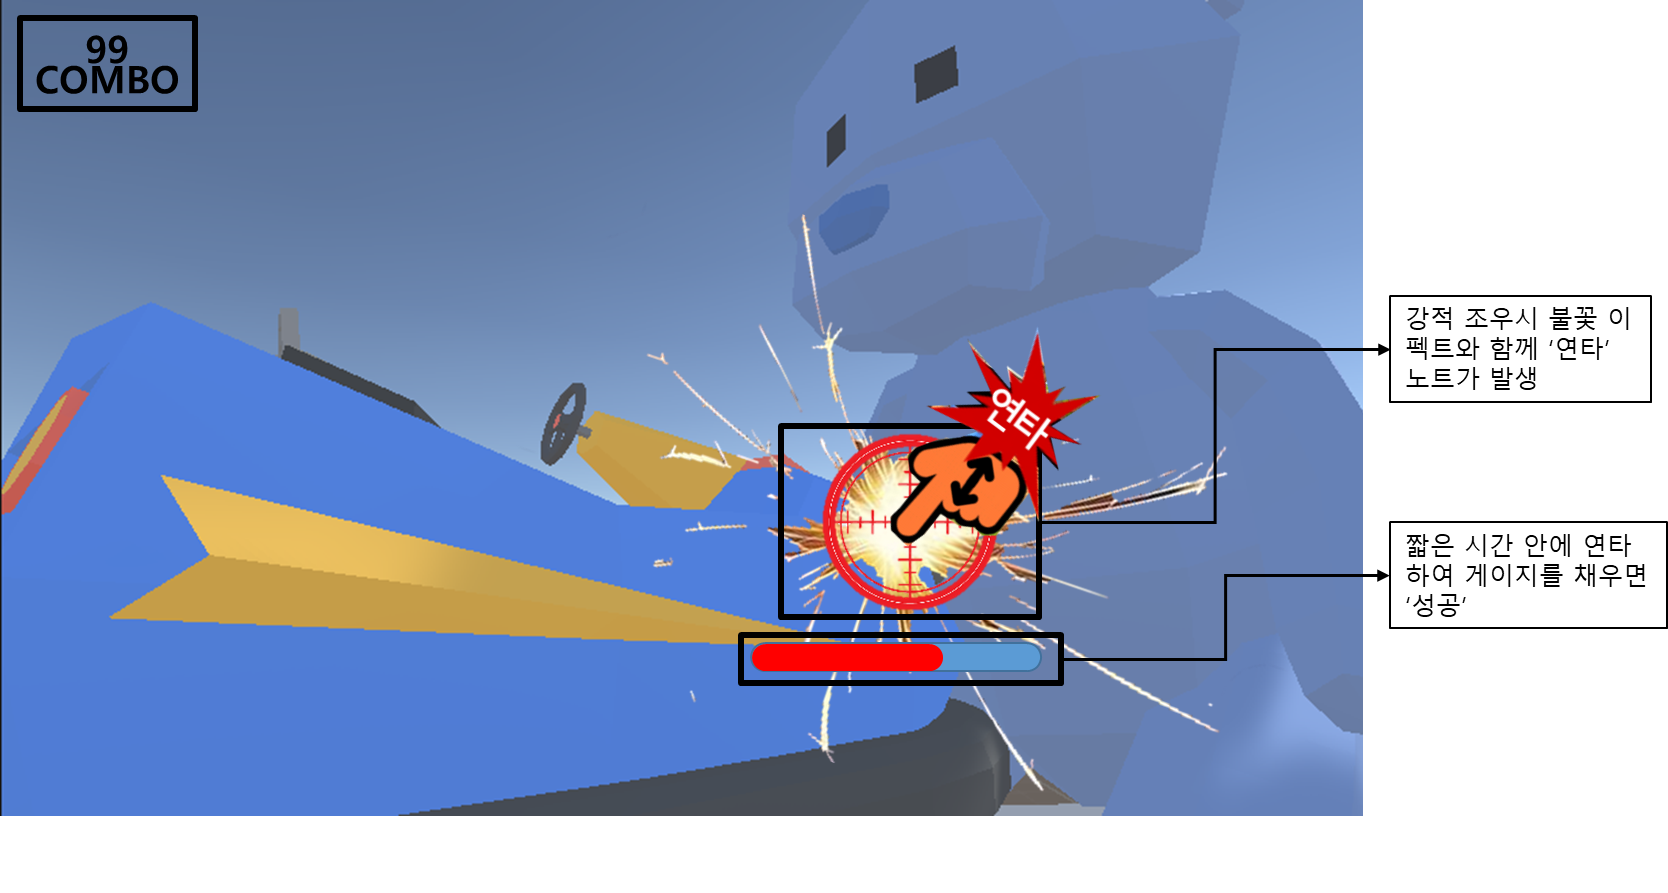 99
COMBO
연타
강적 조우시 불꽃 이
펙트와 함께 ‘연타’
노트가 발생
짧은 시간 안에 연타
하여 게이지를 채우면
‘성공’